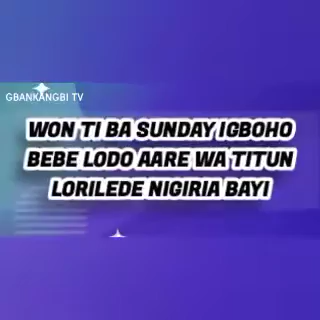 GBANKANGBI TV
WON TI BA SUNDAY IGBOHO
BEBE LODO AARE WA TITUN
LORILEDE NIGIRIA BAYI